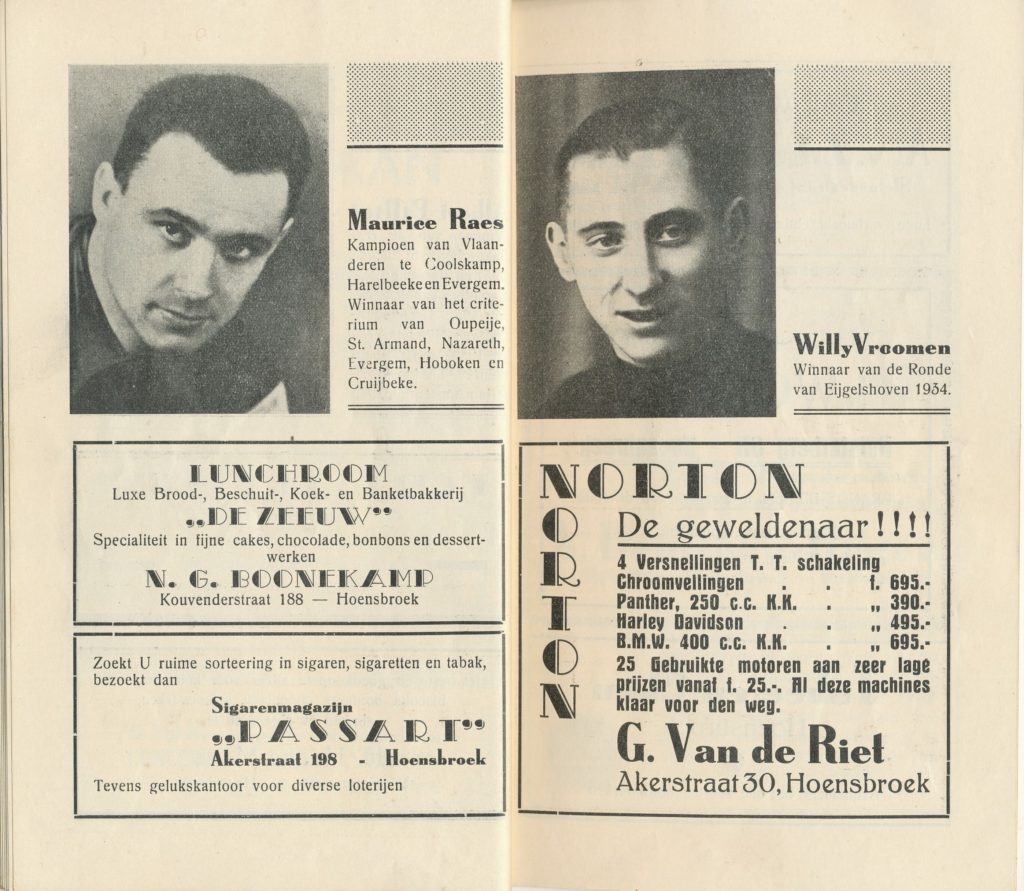 Maurice Raes
Kampioen van Vlaan-
deren te Coolskamp,
Harelbeeke en Evergem.
Winnaar van het crite-
rium van Oupeije,
St. Armand, Nazareth,
Evergem, Hoboken en
Cruijbeke.
LUNCHROOM
Luxe Brood-, Beschuit-, Koek- en Banketbakkerij
„DE ZEEUW”
Specialiteit in fijne cakes, chocolade, bonbons en dessert-
werken
N. G. BOONEKAMP
Kouvenderstraat 188 — Hoensbroek
Zoekt U ruime sorteering in sigaren, sigaretten en tabak,
bezoekt dan
Sigarenmagazijn
„PASSART”
Akerstraat 198 - Hoensbroek
Tevens gelukskantoor voor diverse loterijen
Willy Vroomen
Winnaar van de Ronde
van Eijgelshoven 1934.
NORTON
NORTON
De geweldenaar!!!!
4 Versnellingen T. T. schakeling
Chroomvellingen . . f. 695.-
Panther, 250 c.c. K.K. . „ 390.-
Harley Davidson . . „ 495.-
B.M.W. 400 c.c. K.K. . „ 695.-
25 Gebruikte motoren aan zeer lage
prijzen vanaf f. 25.-. Al deze machines
klaar voor den weg.
G. Van de Riet
Akerstraat 30, Hoensbroek